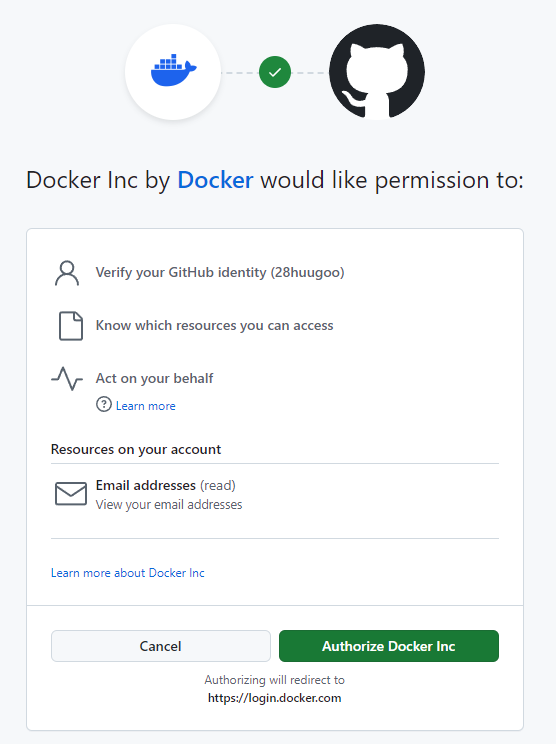 Docker Inc by Docker would like permission to:
Verify your GitHub identity (28huugoo)
Know which resources you can access
Act on your behalf
? Learn more
Resources on your account
Email addresses (read)
View your email addresses
Learn more about Docker Inc
Cancel
Authorize Docker Inc
Authorizing will redirect to
https://login.docker.com